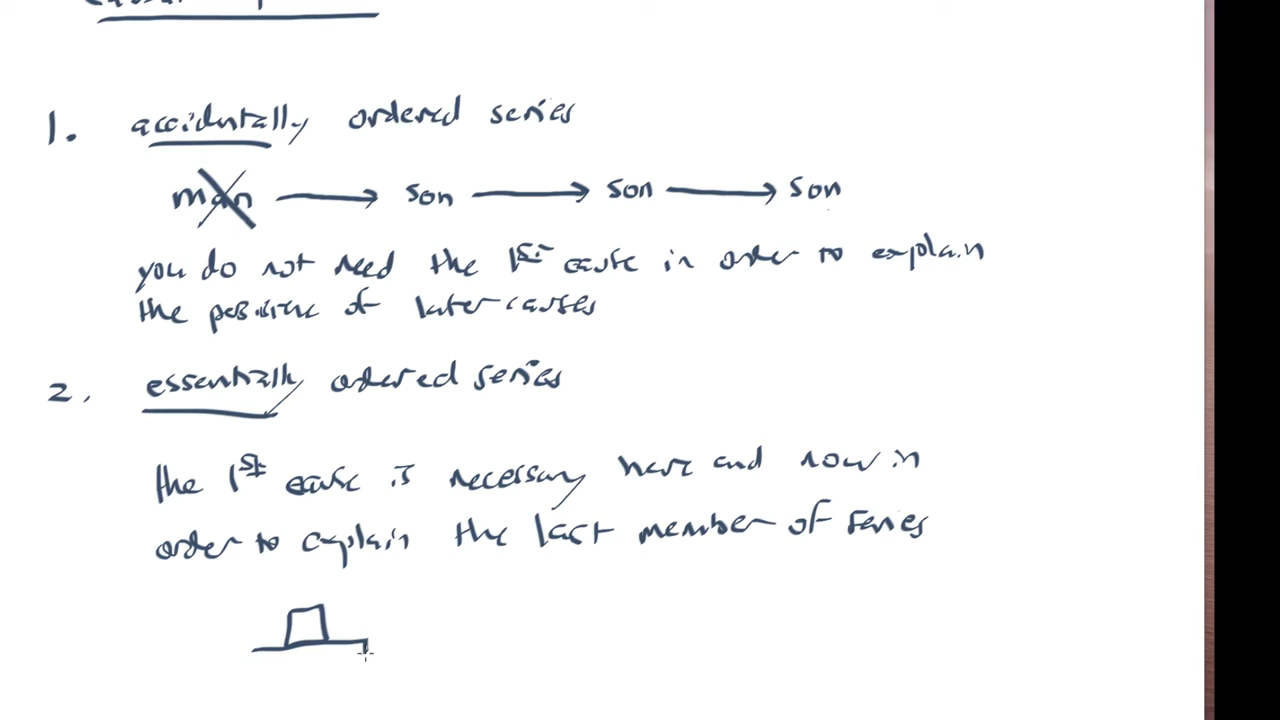 1. accidentally ordered series
man → son → son → son
you do not need the 1st cause in order to explain
the positing of later causes
2. essentially ordered series
the 1st cause is necessary here and now in
order to explain the last member of series